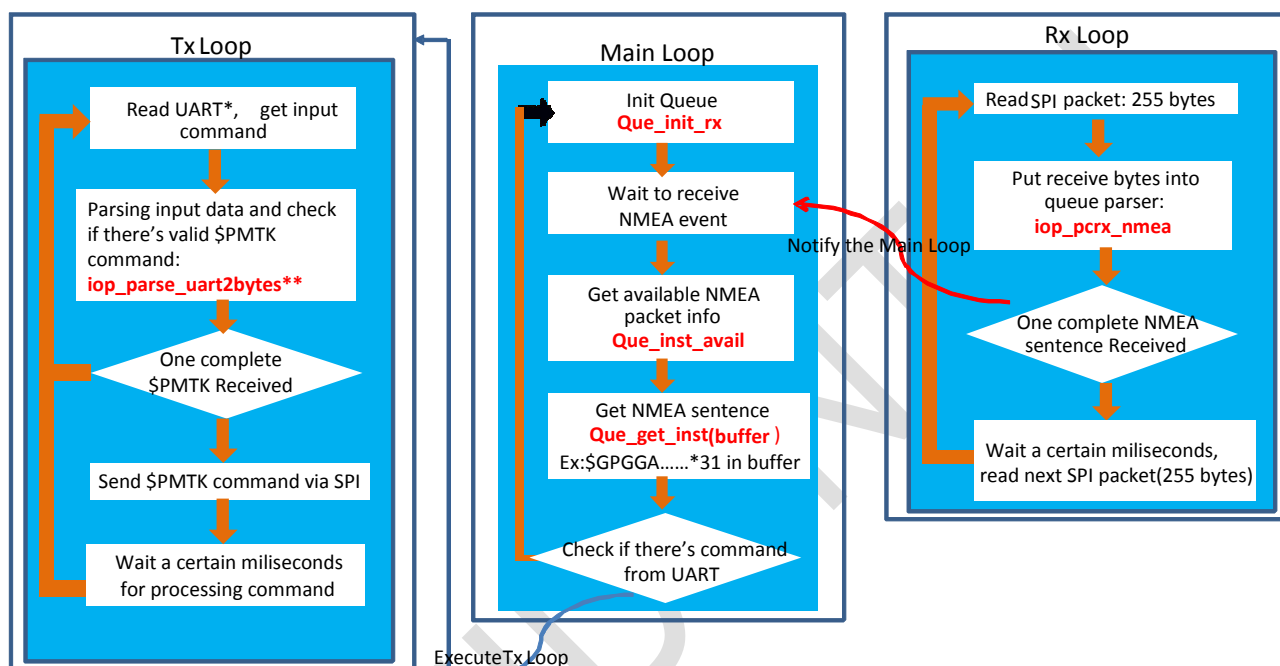 Tx Loop
Read UART*, get input
command
Parsing input data and check
if there's valid $PMTK
command:
iop_parse_uart2bytes**
One complete
$PMTK Received
Send $PMTK command via SPI
Wait a certain miliseconds
for processing command
Main Loop
Init Queue
Que_init_rx
Wait to receive
NMEA event
Get available NMEA
packet info
Que_inst_avail
Get NMEA sentence
Que_get_inst(buffer)
Ex:$GPGGA......*31 in buffer
Check if there's command
from UART
ExecuteTx Loop
Rx Loop
Read SPI packet: 255 bytes
Put receive bytes into
queue parser:
iop_pcrx_nmea
Notify the Main Loop
One complete NMEA
sentence Received
Wait a certain miliseconds,
read next SPI packet(255 bytes)